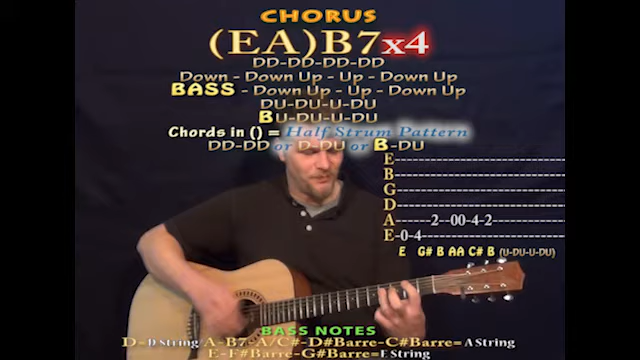 CHORUS
(EA)B7x4
DD-DD-DD-DD
Down - Down Up - Up - Down Up
BASS - Down Up - Up - Down Up
DU-DU-U-DU
BU-DU-U-DU
Chords in () = Half Strum Pattern
DD-DD or D-DU or B-DU
E------------------------
B------------------------
G------------------------
D------------------------
A-------2--00-4-2--------
E-0-4--------------------
E G# B AA C# B (U-DU-U-DU)
BASS NOTES
D=D String A-B7-A/C#-D#Barre-C#Barre=A String
E-F#Barre-G#Barre=E String